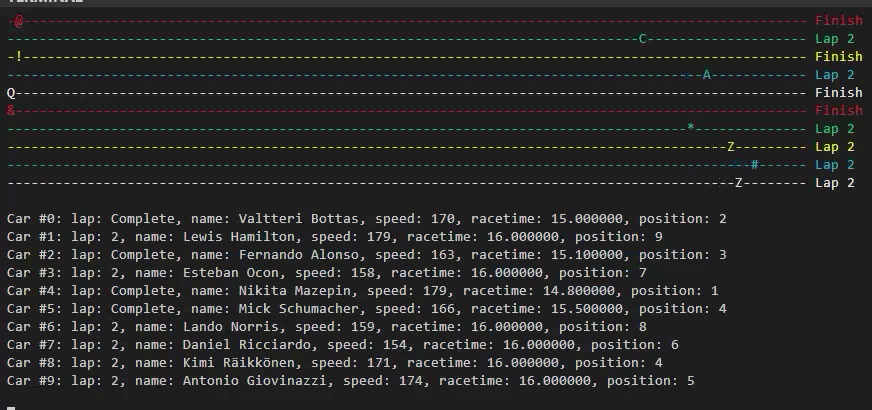 TERMINAL
-@-------------------------------------------------------------------------------------------------- Finish
-------------------------------------------------------------------------------C-------------------- Lap 2
-!-------------------------------------------------------------------------------------------------- Finish
---------------------------------------------------------------------------------------A------------ Lap 2
Q--------------------------------------------------------------------------------------------------- Finish
&--------------------------------------------------------------------------------------------------- Finish
-------------------------------------------------------------------------------------*-------------- Lap 2
------------------------------------------------------------------------------------------Z--------- Lap 2
---------------------------------------------------------------------------------------------#------ Lap 2
-------------------------------------------------------------------------------------------Z-------- Lap 2
Car #0: lap: Complete, name: Valtteri Bottas, speed: 170, racetime: 15.000000, position: 2
Car #1: lap: 2, name: Lewis Hamilton, speed: 179, racetime: 16.000000, position: 9
Car #2: lap: Complete, name: Fernando Alonso, speed: 163, racetime: 15.100000, position: 3
Car #3: lap: 2, name: Esteban Ocon, speed: 158, racetime: 16.000000, position: 7
Car #4: lap: Complete, name: Nikita Mazepin, speed: 179, racetime: 14.800000, position: 1
Car #5: lap: Complete, name: Mick Schumacher, speed: 166, racetime: 15.500000, position: 4
Car #6: lap: 2, name: Lando Norris, speed: 159, racetime: 16.000000, position: 8
Car #7: lap: 2, name: Daniel Ricciardo, speed: 154, racetime: 16.000000, position: 6
Car #8: lap: 2, name: Kimi Räikkönen, speed: 171, racetime: 16.000000, position: 4
Car #9: lap: 2, name: Antonio Giovinazzi, speed: 174, racetime: 16.000000, position: 5